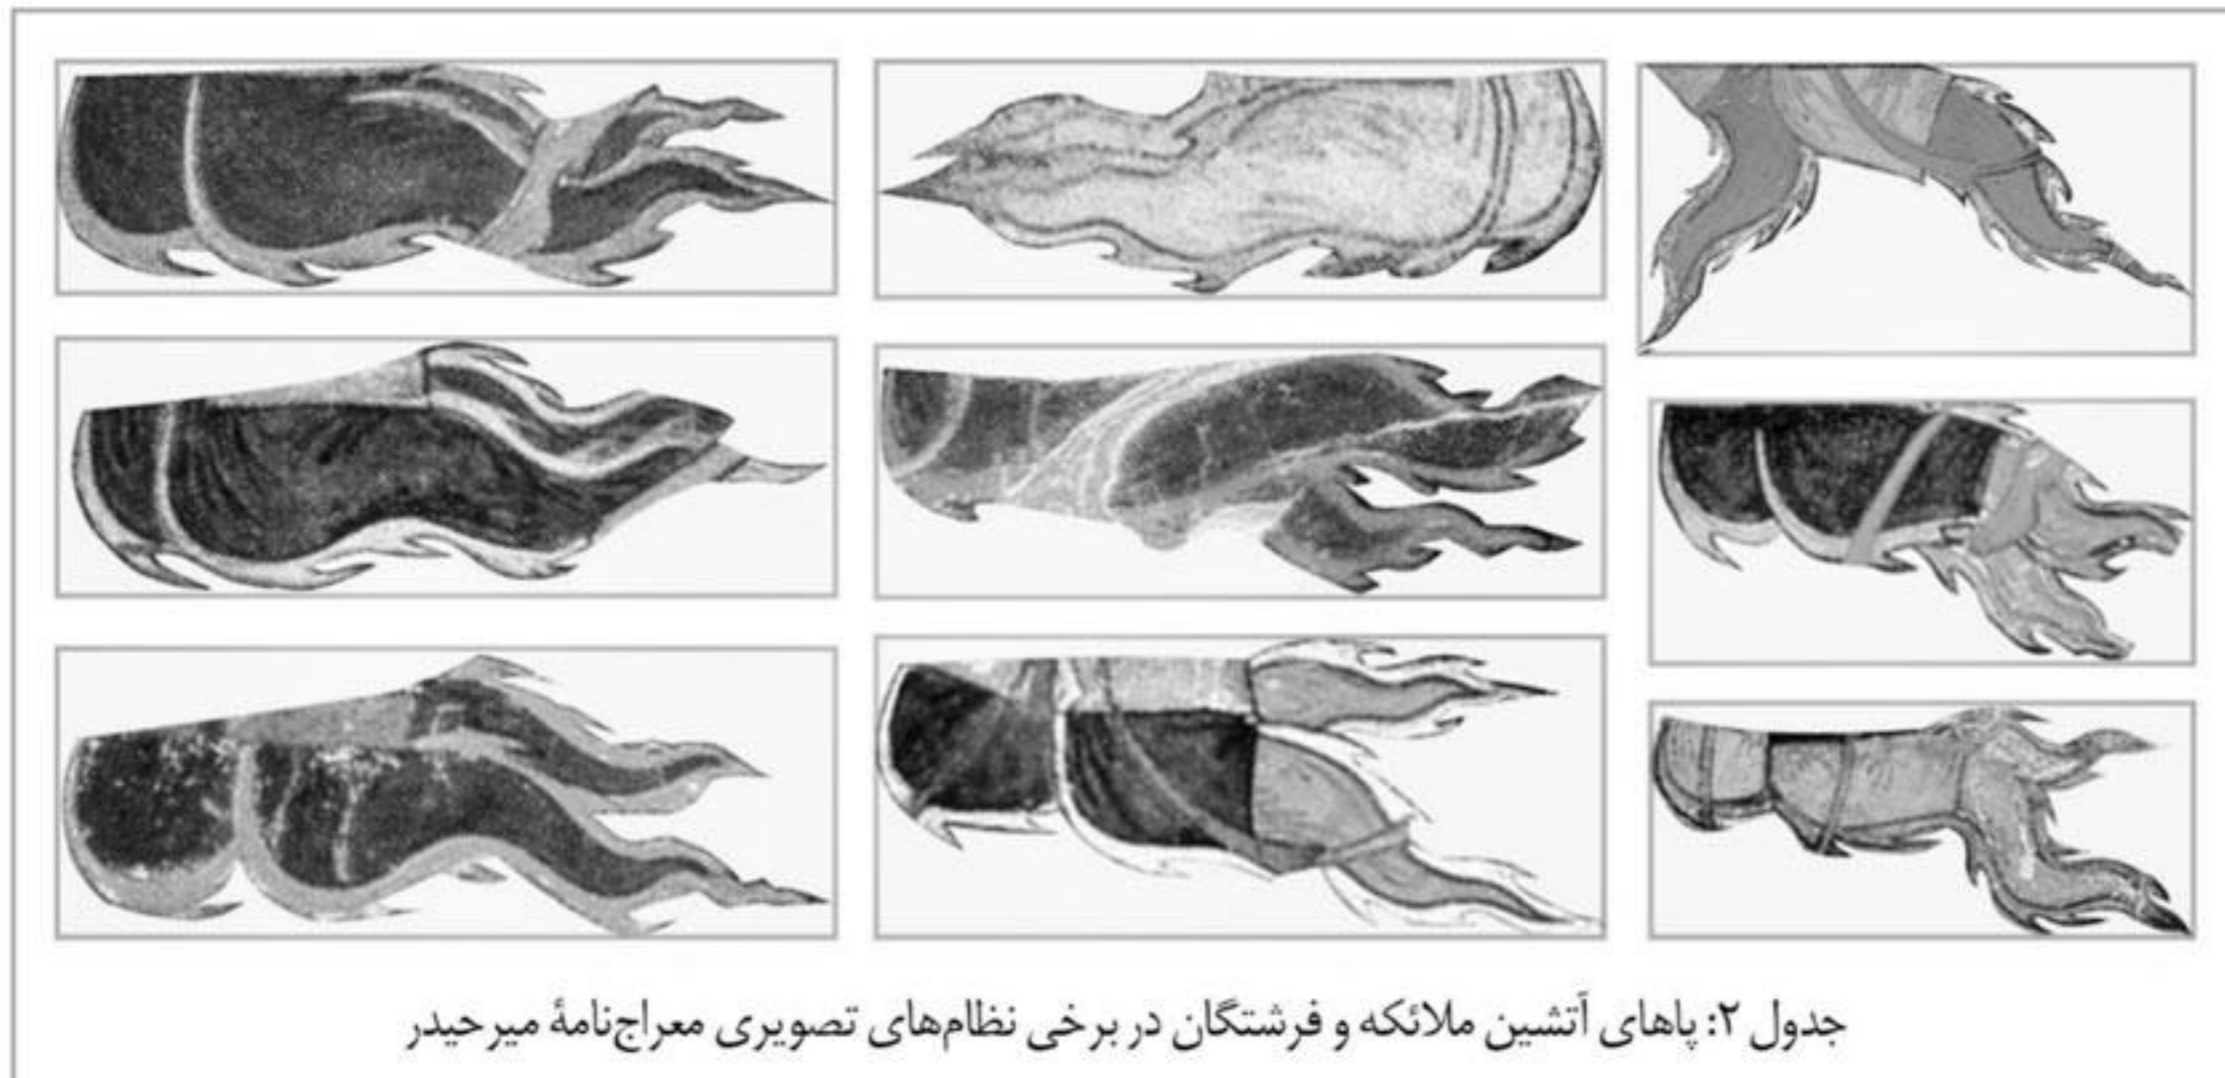 جدول ۲: پاهای آتشین ملائکه و فرشتگان در برخی نظام‌های تصویری معراج‌نامهٔ میرحیدر